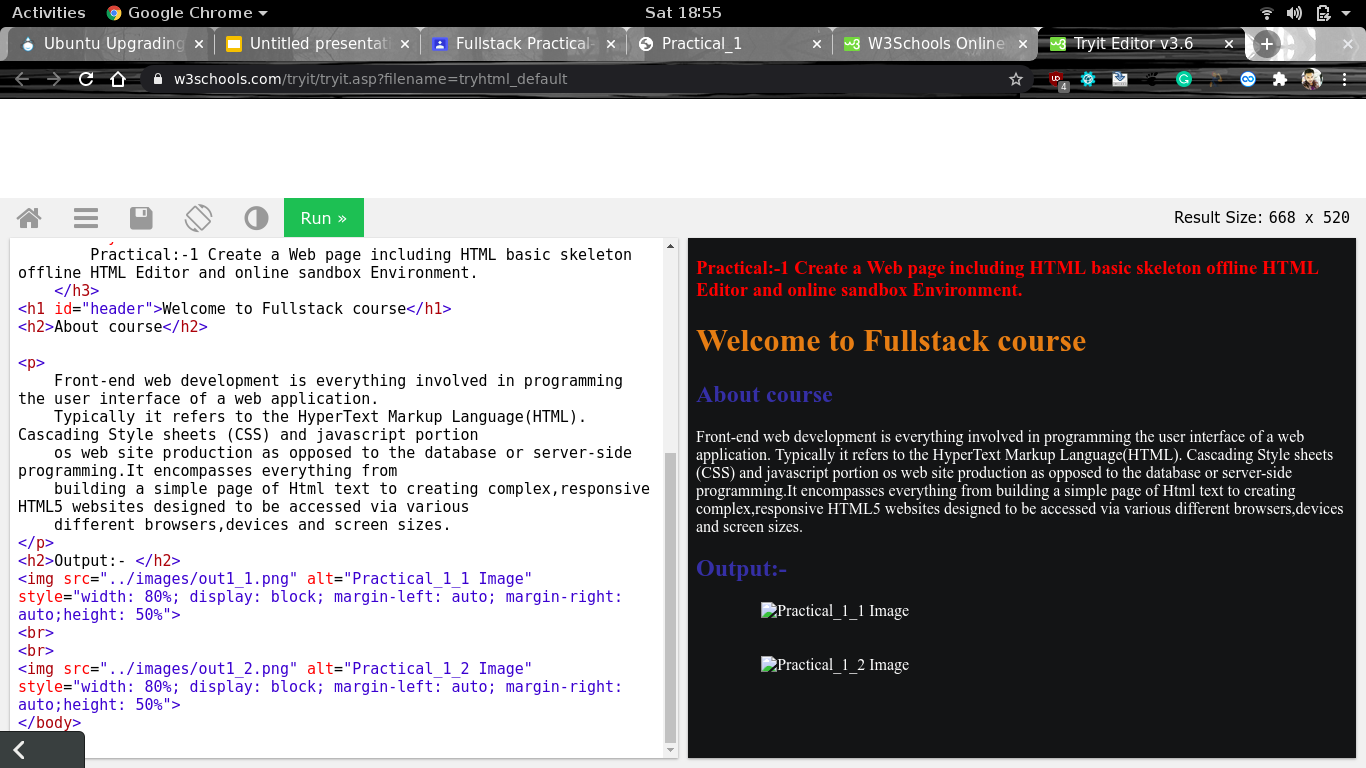 Activities Google Chrome Sat 18:55
Ubuntu Upgrading Untitled presentati Fullstack Practical- Practical_1 W3Schools Online Tryit Editor v3.6
w3schools.com/tryit/tryit.asp?filename=tryhtml_default
4
Run » Result Size: 668 x 520
Practical:-1 Create a Web page including HTML basic skeleton
offline HTML Editor and online sandbox Environment.
</h3>
<h1 id="header">Welcome to Fullstack course</h1>
<h2>About course</h2>
<p>
Front-end web development is everything involved in programming
the user interface of a web application.
Typically it refers to the HyperText Markup Language(HTML).
Cascading Style sheets (CSS) and javascript portion
os web site production as opposed to the database or server-side
programming.It encompasses everything from
building a simple page of Html text to creating complex,responsive
HTML5 websites designed to be accessed via various
different browsers,devices and screen sizes.
</p>
<h2>Output:- </h2>
<img src="../images/out1_1.png" alt="Practical_1_1 Image"
style="width: 80%; display: block; margin-left: auto; margin-right:
auto;height: 50%">
<br>
<br>
<img src="../images/out1_2.png" alt="Practical_1_2 Image"
style="width: 80%; display: block; margin-left: auto; margin-right:
auto;height: 50%">
</body>
Practical:-1 Create a Web page including HTML basic skeleton offline HTML
Editor and online sandbox Environment.
Welcome to Fullstack course
About course
Front-end web development is everything involved in programming the user interface of a web
application. Typically it refers to the HyperText Markup Language(HTML). Cascading Style sheets
(CSS) and javascript portion os web site production as opposed to the database or server-side
programming.It encompasses everything from building a simple page of Html text to creating
complex,responsive HTML5 websites designed to be accessed via various different browsers,devices
and screen sizes.
Output:-
Practical_1_1 Image
Practical_1_2 Image